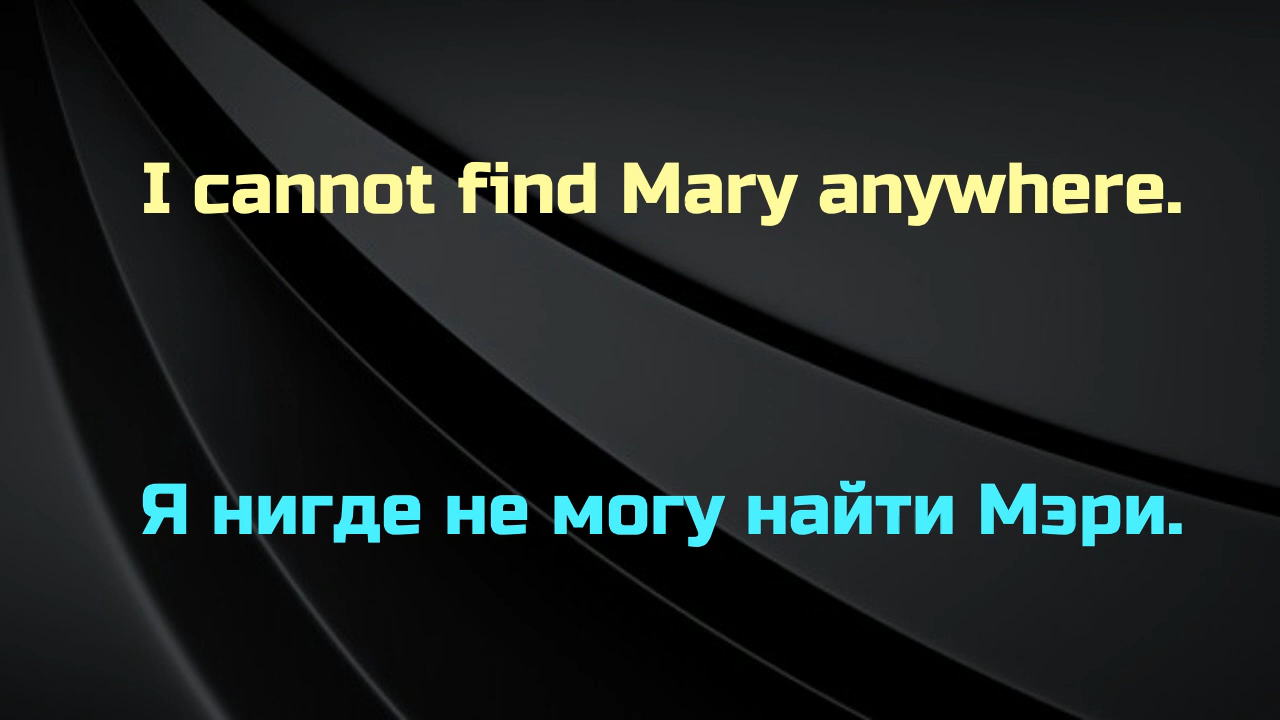 I cannot find Mary anywhere.
Я нигде не могу найти Мэри.